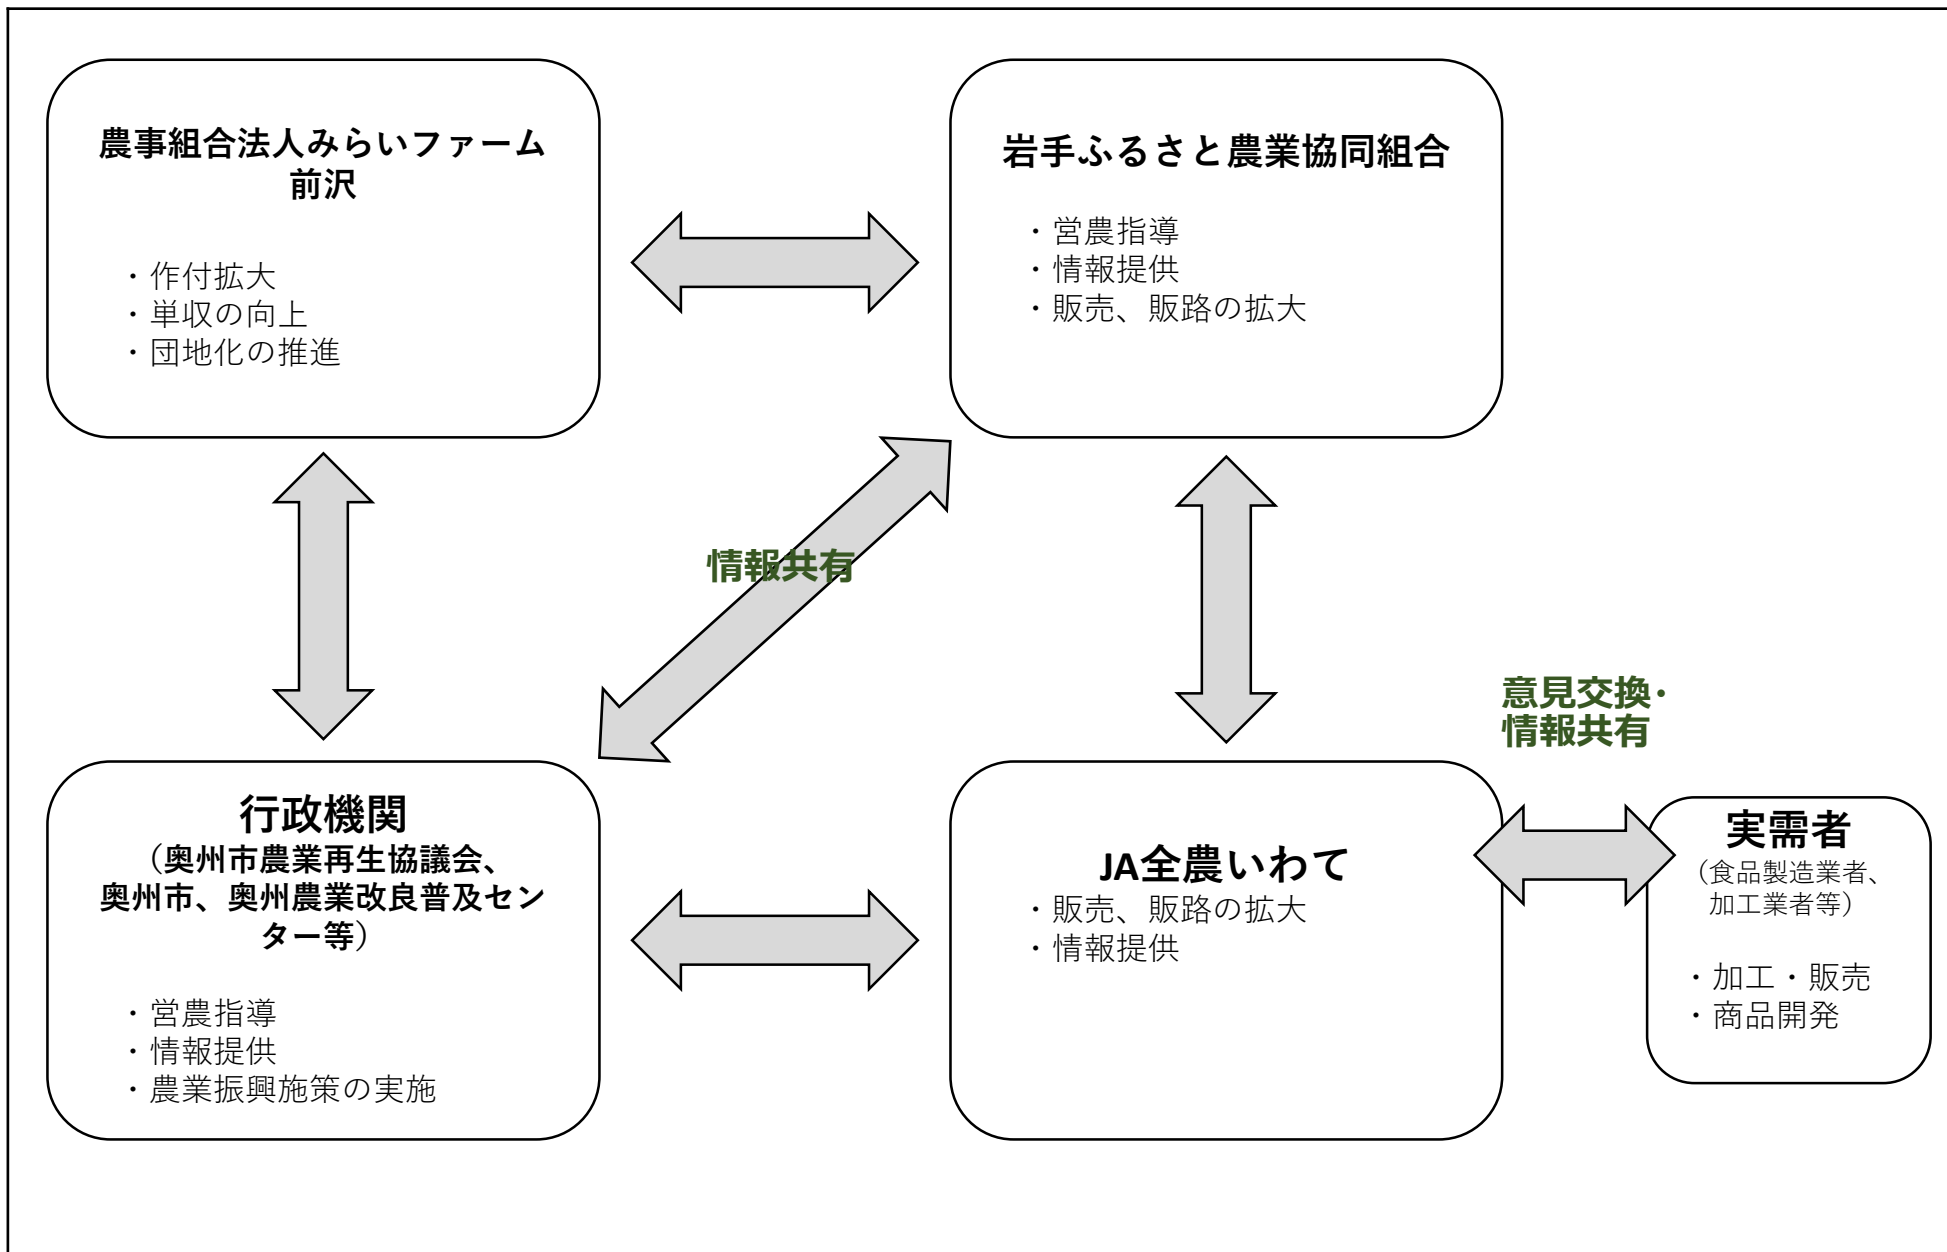 農事組合法人みらいファーム
前沢
・作付拡大
・単収の向上
・団地化の推進
岩手ふるさと農業協同組合
・営農指導
・情報提供
・販売、販路の拡大
情報共有
意見交換・
情報共有
行政機関
（奥州市農業再生協議会、
奥州市、奥州農業改良普及セン
ター等）
・営農指導
・情報提供
・農業振興施策の実施
JA全農いわて
・販売、販路の拡大
・情報提供
実需者
（食品製造業者、
加工業者等）
・加工・販売
・商品開発